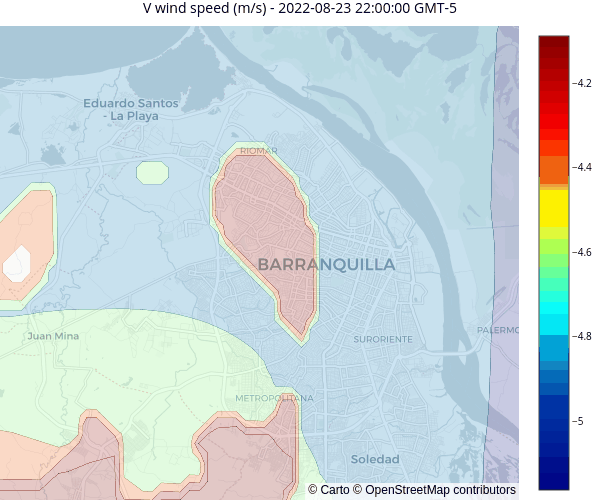 V wind speed (m/s) - 2022-08-23 22:00:00 GMT-5
Eduardo Santos
- La Playa
RIOMAR
BARRANQUILLA
Juan Mina
SURORIENTE
PALERMO
METROPOLITANA
Soledad
© Carto © OpenStreetMap contributors
−4.2
−4.4
−4.6
−4.8
−5